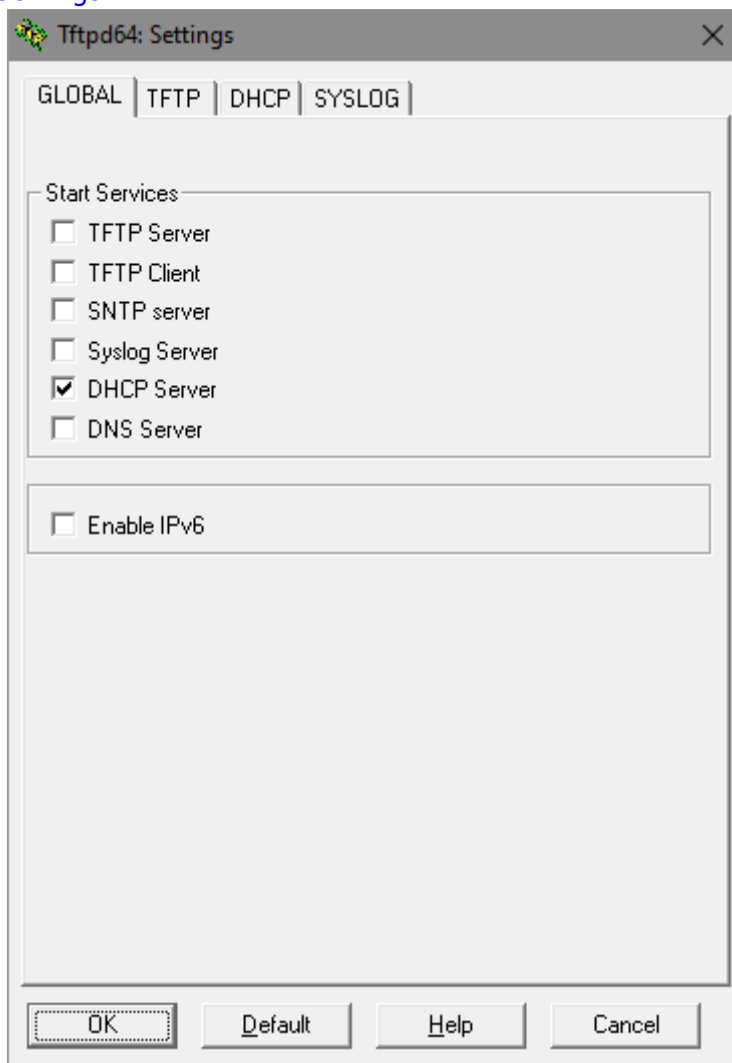 Tftpd64: Settings
GLOBAL TFTP DHCP SYSLOG
Start Services
TFTP Server
TFTP Client
SNTP server
Syslog Server
DHCP Server
DNS Server
Enable IPv6
OK Default Help Cancel